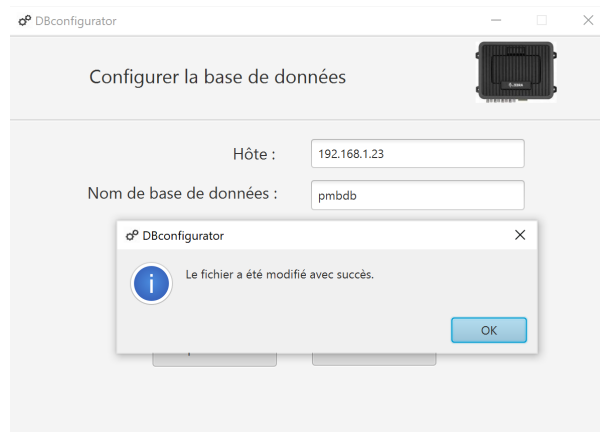 DBconfigurator
Configurer la base de données
Hôte :
192.168.1.23
Nom de base de données :
pmbdb
DBconfigurator
Le fichier a été modifié avec succès.
OK